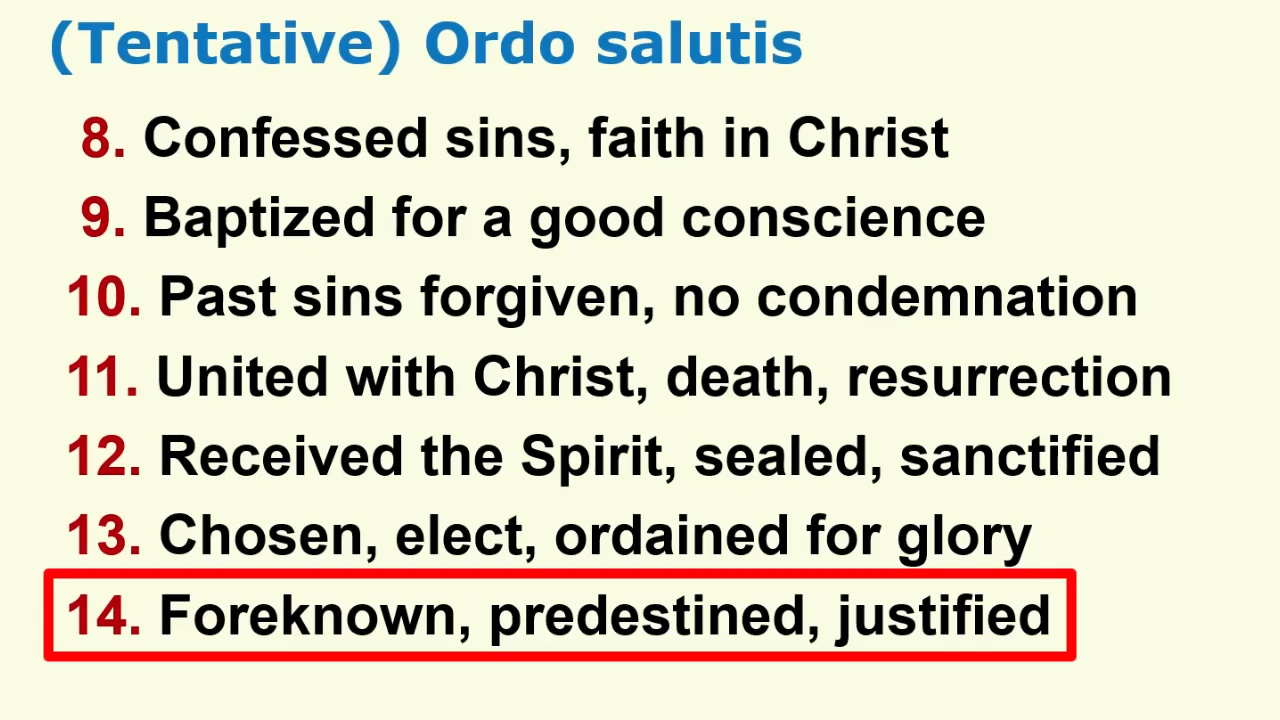 (Tentative) Ordo salutis
8. Confessed sins, faith in Christ
9. Baptized for a good conscience
10. Past sins forgiven, no condemnation
11. United with Christ, death, resurrection
12. Received the Spirit, sealed, sanctified
13. Chosen, elect, ordained for glory
14. Foreknown, predestined, justified